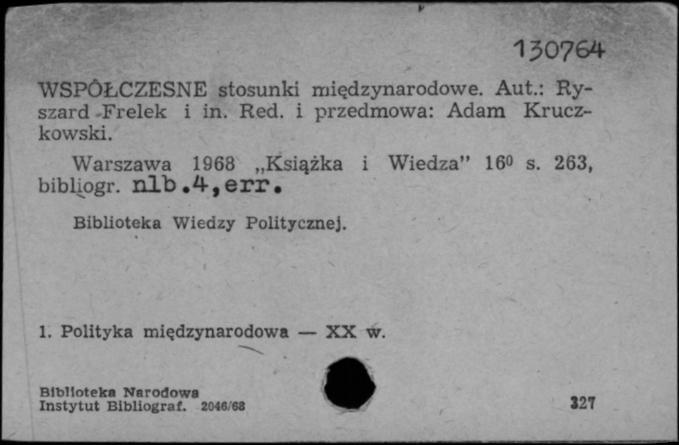 130764
WSPÓŁCZESNE stosunki międzynarodowe. Aut.: Ry-
szard Frelek i in. Red. i przedmowa: Adam Krucz-
kowski.
Warszawa 1968 „Książka i Wiedza” 16⁰ s. 263,
bibliogr. nlb.4,err.
Biblioteka Wiedzy Politycznej.
1. Polityka międzynarodowa — XX w.
Biblioteka Narodowa
Instytut Bibliograf. 2046/68
327